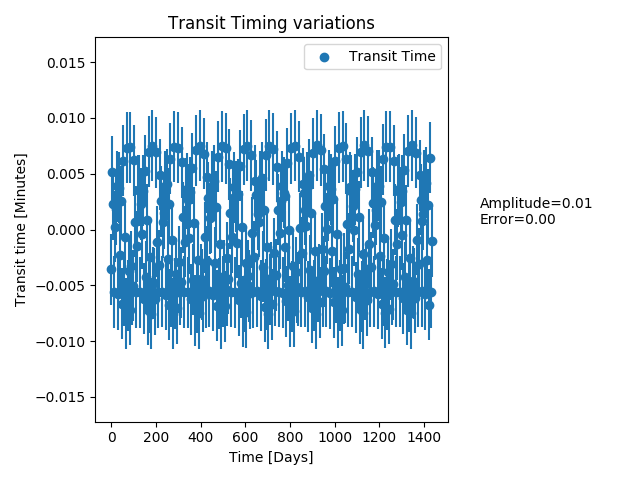 Transit Timing variations
Transit Time
0.015
0.010
0.005
0.000
−0.005
−0.010
−0.015
Transit time [Minutes]
0 200 400 600 800 1000 1200 1400
Time [Days]
Amplitude=0.01
Error=0.00